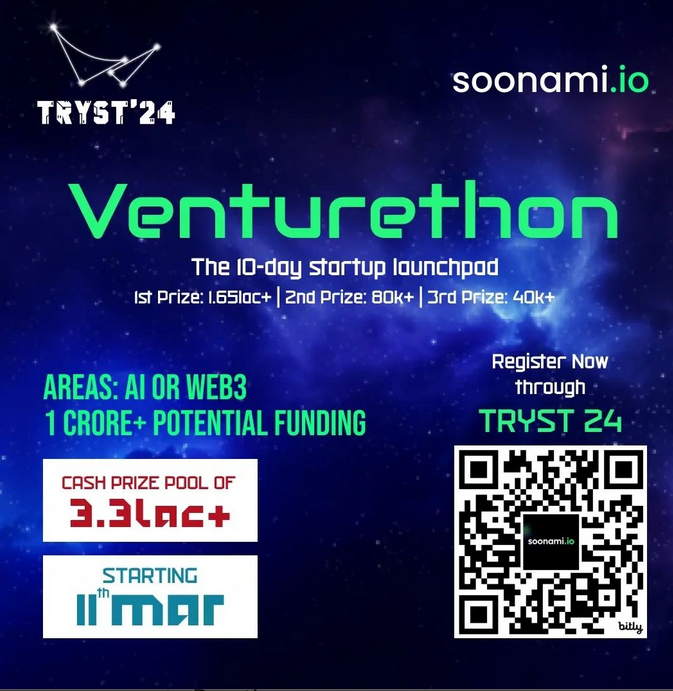 TRYST'24
soonami.io
Venturethon
The 10-day startup launchpad
1st Prize: 1.65lac+ | 2nd Prize: 80k+ | 3rd Prize: 40k+
AREAS: AI OR WEB3
1 CRORE+ POTENTIAL FUNDING
CASH PRIZE POOL OF
3.3lac+
STARTING
11th mar
Register Now
through
TRYST 24
soonami.io
bitly